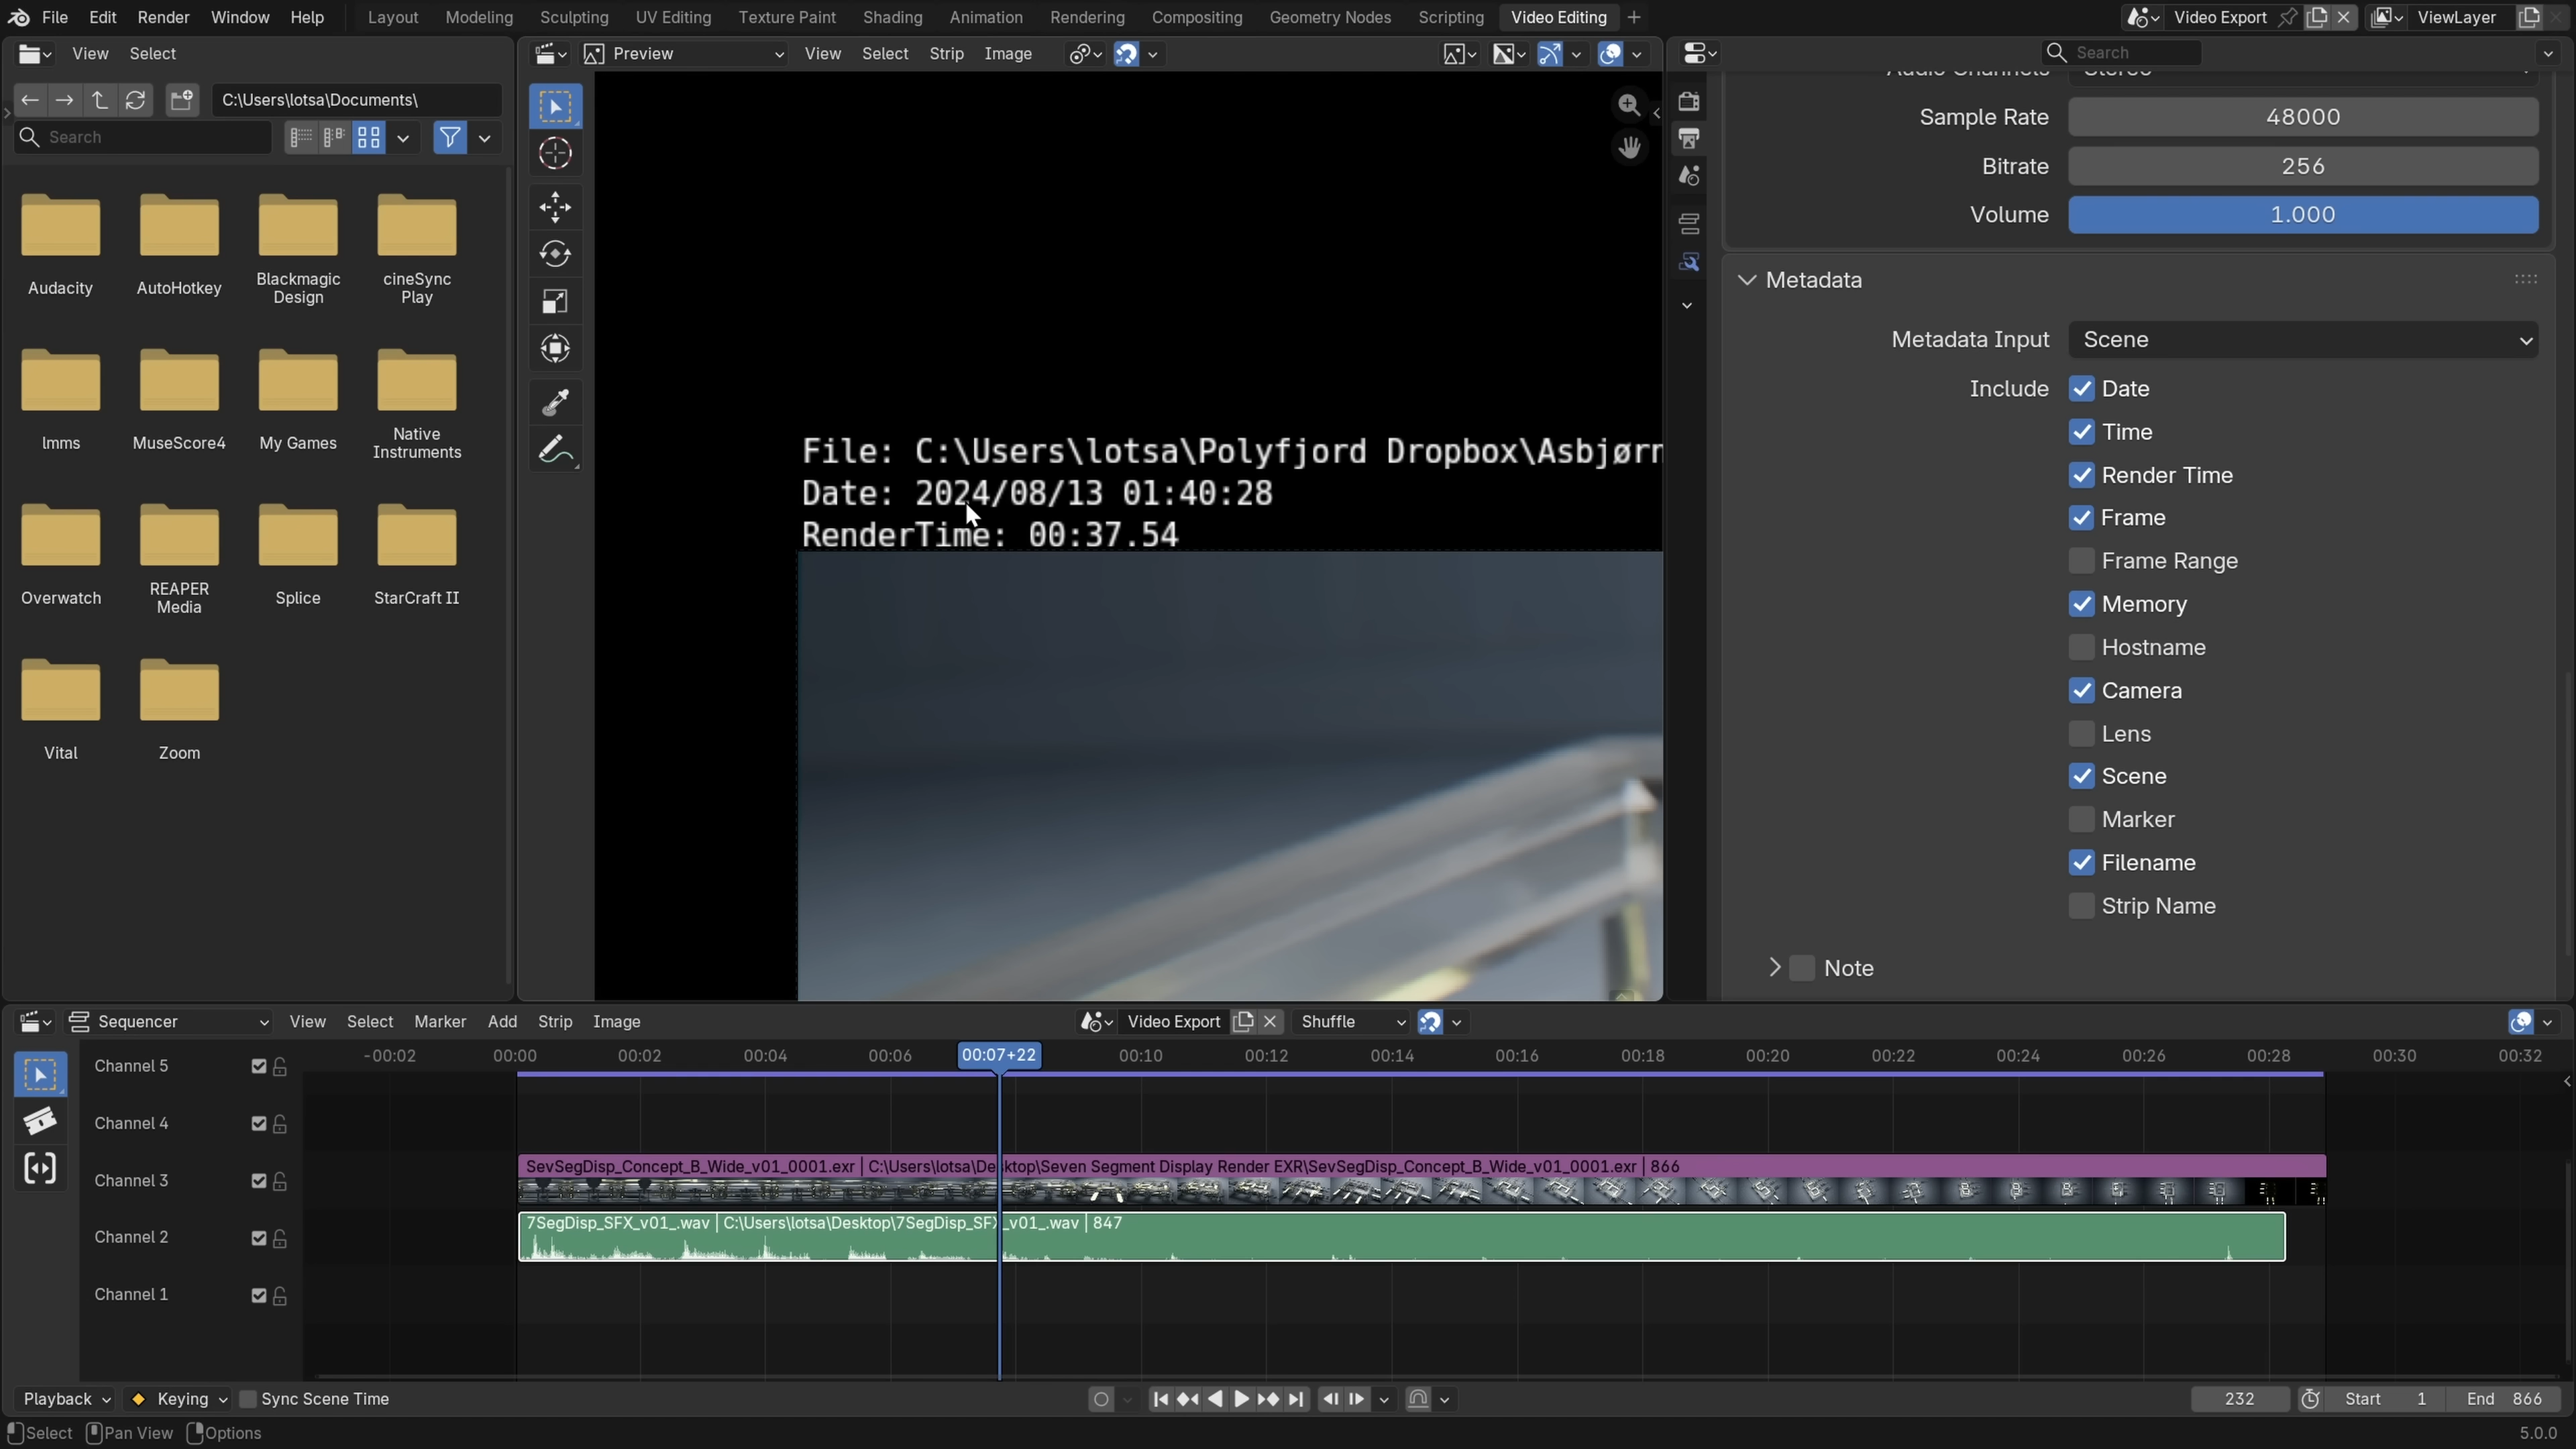 File Edit Render Window Help Layout Modeling Sculpting UV Editing Texture Paint Shading Animation Rendering Compositing Geometry Nodes Scripting Video Editing + Video Export ViewLayer
View Select
C:\Users\lotsa\Documents\
Search
Audacity AutoHotkey Blackmagic Design cineSync Play
lmms MuseScore4 My Games Native Instruments
Overwatch REAPER Media Splice StarCraft II
Vital Zoom
Preview View Select Strip Image
File: C:\Users\lotsa\Polyfjord Dropbox\Asbjørn
Date: 2024/08/13 01:40:28
RenderTime: 00:37.54
Search
Audio Channels Stereo
Sample Rate 48000
Bitrate 256
Volume 1.000
Metadata
Metadata Input Scene
Include Date
Time
Render Time
Frame
Frame Range
Memory
Hostname
Camera
Lens
Scene
Marker
Filename
Strip Name
Note
Sequencer View Select Marker Add Strip Image Video Export Shuffle
-00:02 00:00 00:02 00:04 00:06 00:07+22 00:10 00:12 00:14 00:16 00:18 00:20 00:22 00:24 00:26 00:28 00:30 00:32
Channel 5
Channel 4
Channel 3
SevSegDisp_Concept_B_Wide_v01_0001.exr | C:\Users\lotsa\Desktop\Seven Segment Display Render EXR\SevSegDisp_Concept_B_Wide_v01_0001.exr | 866
Channel 2
7SegDisp_SFX_v01_.wav | C:\Users\lotsa\Desktop\7SegDisp_SFX_v01_.wav | 847
Channel 1
Playback Keying Sync Scene Time 232 Start 1 End 866
Select Pan View Options 5.0.0